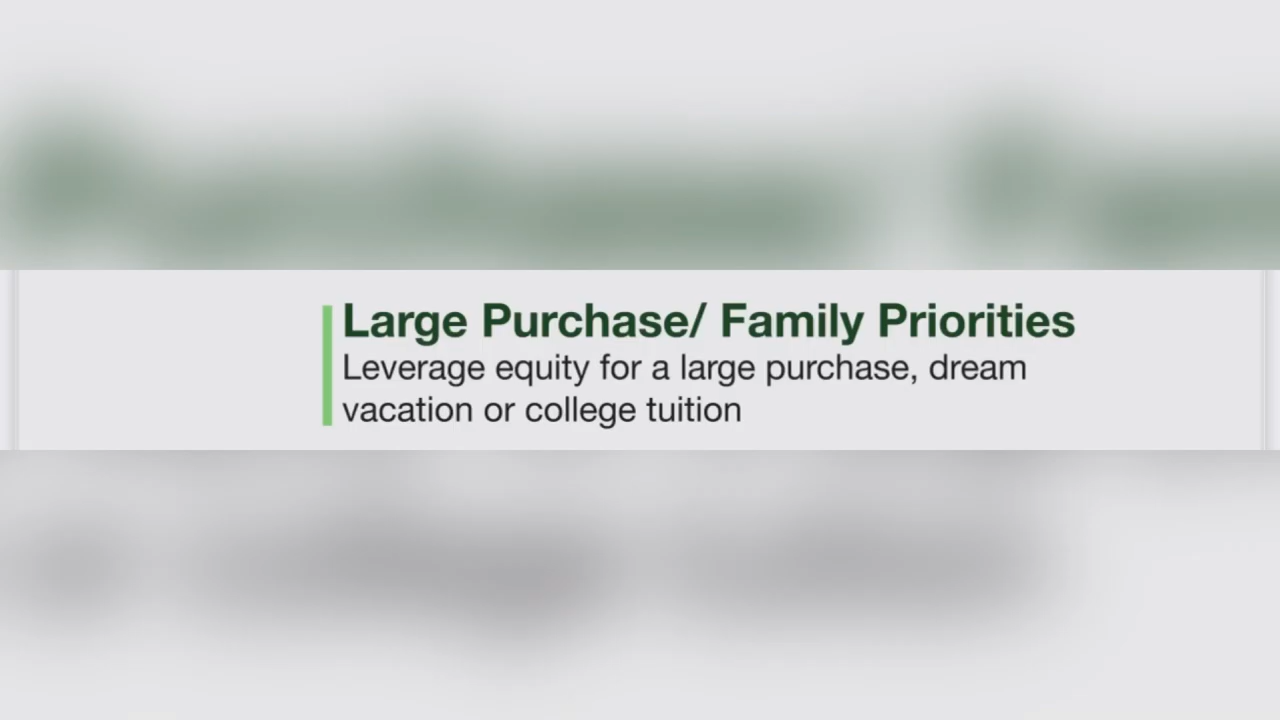 Large Purchase/ Family Priorities
Leverage equity for a large purchase, dream
vacation or college tuition